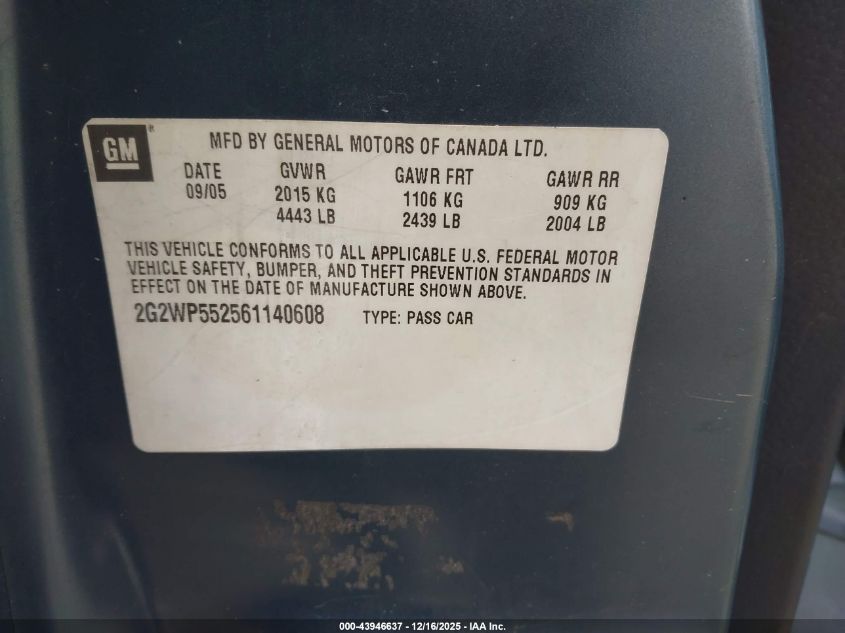 GM ®
MFD BY GENERAL MOTORS OF CANADA LTD.
DATE GVWR GAWR FRT GAWR RR
09/05 2015 KG 1106 KG 909 KG
4443 LB 2439 LB 2004 LB
THIS VEHICLE CONFORMS TO ALL APPLICABLE U.S. FEDERAL MOTOR
VEHICLE SAFETY, BUMPER, AND THEFT PREVENTION STANDARDS IN
EFFECT ON THE DATE OF MANUFACTURE SHOWN ABOVE.
2G2WP552561140608 TYPE: PASS CAR
000-43946637 - 12/16/2025 - IAA Inc.